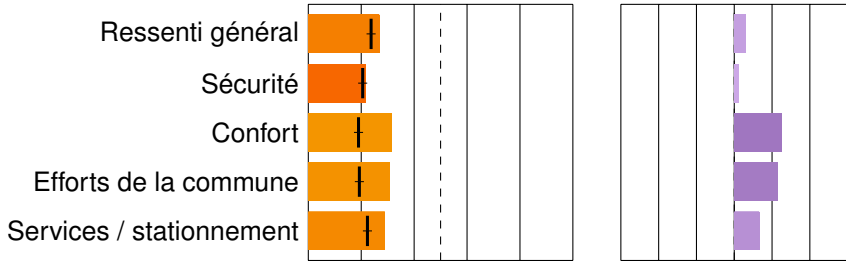 Ressenti général
Sécurité
Confort
Efforts de la commune
Services / stationnement